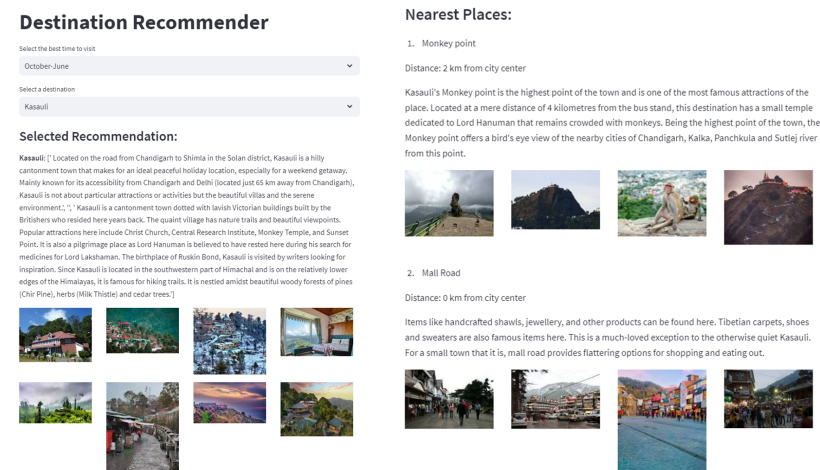 Destination Recommender
Select the best time to visit
October-June
Select a destination
Kasauli
Selected Recommendation:
Kasauli: [' Located on the road from Chandigarh to Shimla in the Solan district, Kasauli is a hilly
cantonment town that makes for an ideal peaceful holiday location, especially for a weekend getaway.
Mainly known for its accessibility from Chandigarh and Delhi (located just 65 km away from Chandigarh),
Kasauli is not about particular attractions or activities but the beautiful villas and the serene
environment.', '', ' Kasauli is a cantonment town dotted with lavish Victorian buildings built by the
Britishers who resided here years back. The quaint village has nature trails and beautiful viewpoints.
Popular attractions here include Christ Church, Central Research Institute, Monkey Temple, and Sunset
Point. It is also a pilgrimage place as Lord Hanuman is believed to have rested here during his search for
medicines for Lord Lakshaman. The birthplace of Ruskin Bond, Kasauli is visited by writers looking for
inspiration. Since Kasauli is located in the southwestern part of Himachal and is on the relatively lower
edges of the Himalayas, it is famous for hiking trails. It is nestled amidst beautiful woody forests of pines
(Chir Pine), herbs (Milk Thistle) and cedar trees.']
Nearest Places:
1. Monkey point
Distance: 2 km from city center
Kasauli's Monkey point is the highest point of the town and is one of the most famous attractions of the
place. Located at a mere distance of 4 kilometres from the bus stand, this destination has a small temple
dedicated to Lord Hanuman that remains crowded with monkeys. Being the highest point of the town, the
Monkey point offers a bird's eye view of the nearby cities of Chandigarh, Kalka, Panchkula and Sutlej river
from this point.
2. Mall Road
Distance: 0 km from city center
Items like handcrafted shawls, jewellery, and other products can be found here. Tibetian carpets, shoes
and sweaters are also famous items here. This is a much-loved exception to the otherwise quiet Kasauli.
For a small town that it is, mall road provides flattering options for shopping and eating out.